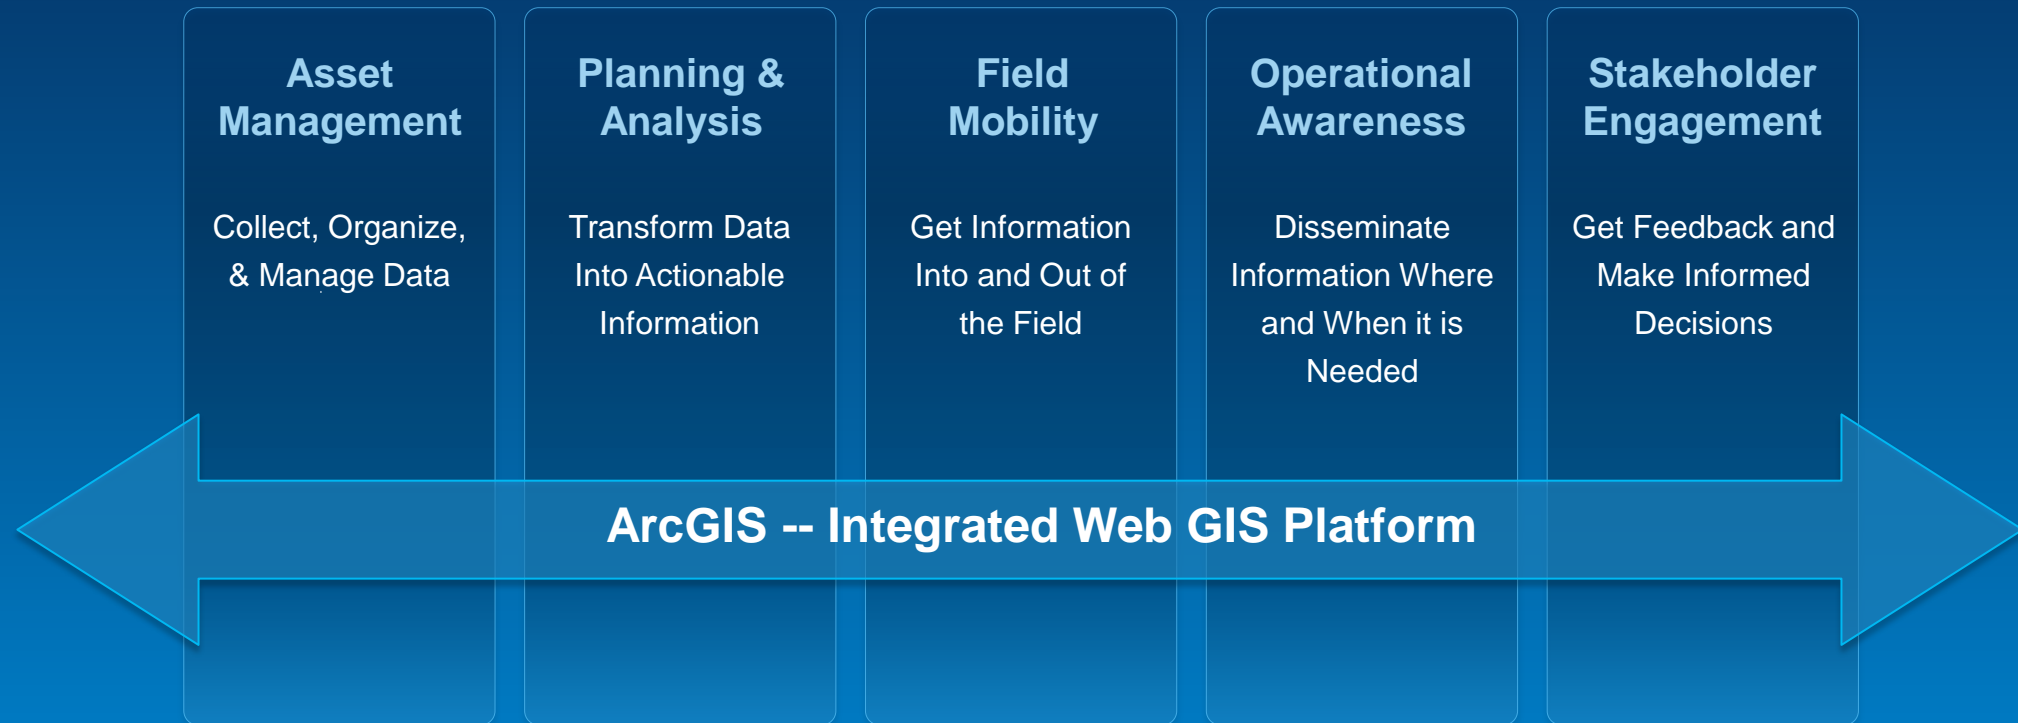 Asset
Management
Collect, Organize,
& Manage Data
Planning &
Analysis
Transform Data
Into Actionable
Information
Field
Mobility
Get Information
Into and Out of
the Field
Operational
Awareness
Disseminate
Information Where
and When it is
Needed
Stakeholder
Engagement
Get Feedback and
Make Informed
Decisions
ArcGIS -- Integrated Web GIS Platform